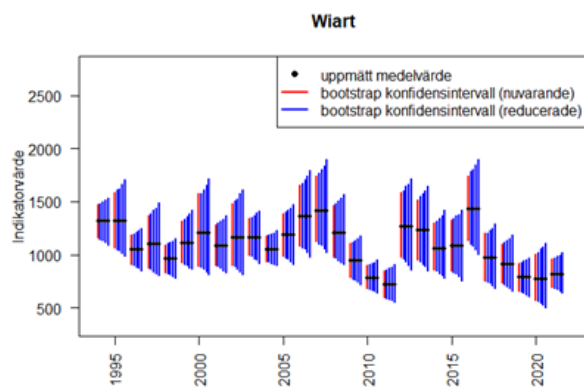 Wiart
uppmätt medelvärde
bootstrap konfidensintervall (nuvarande)
bootstrap konfidensintervall (reducerade)
Indikatorvärde
2500
2000
1500
1000
500
1995
2000
2005
2010
2015
2020